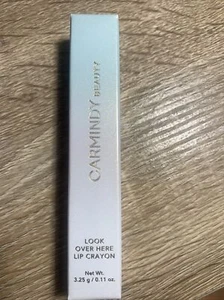 CARMINDY BEAUTY
LOOK
OVER HERE
LIP CRAYON
Net Wt.
3.25 g / 0.11 oz.